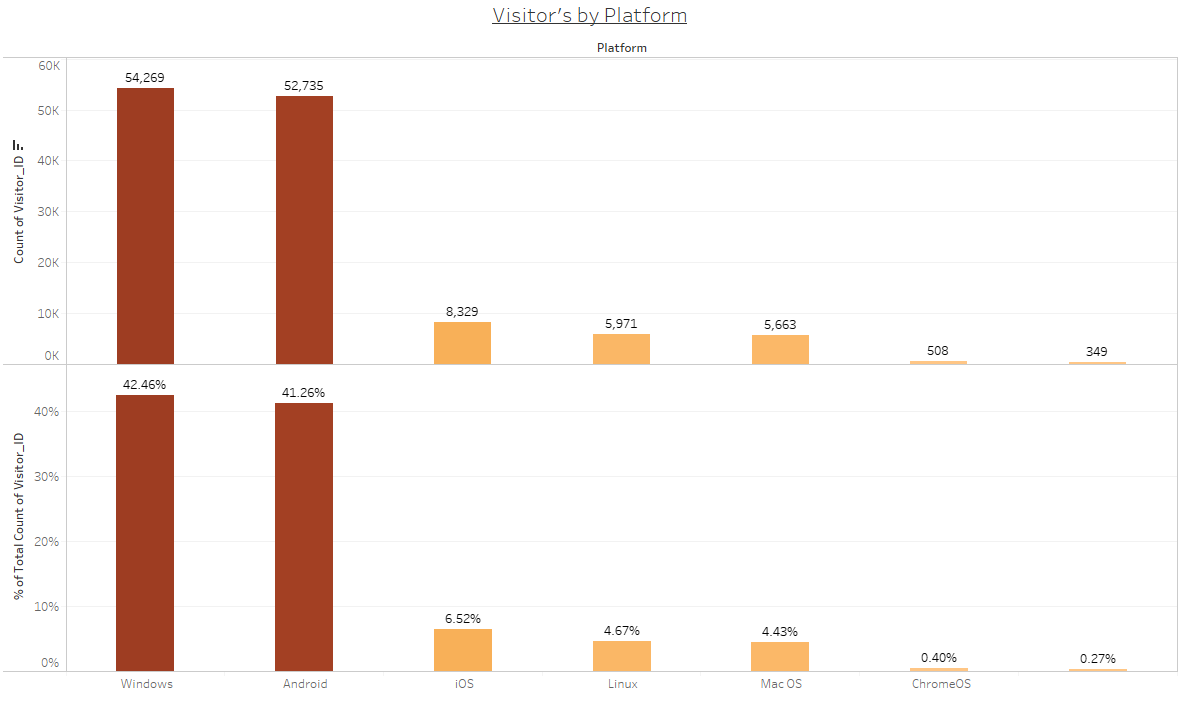 Visitor’s by Platform
Platform
Count of Visitor_ID
60K
50K
40K
30K
20K
10K
0K
54,269
52,735
8,329
5,971
5,663
508
349
% of Total Count of Visitor_ID
40%
30%
20%
10%
0%
42.46%
41.26%
6.52%
4.67%
4.43%
0.40%
0.27%
Windows
Android
iOS
Linux
Mac OS
ChromeOS